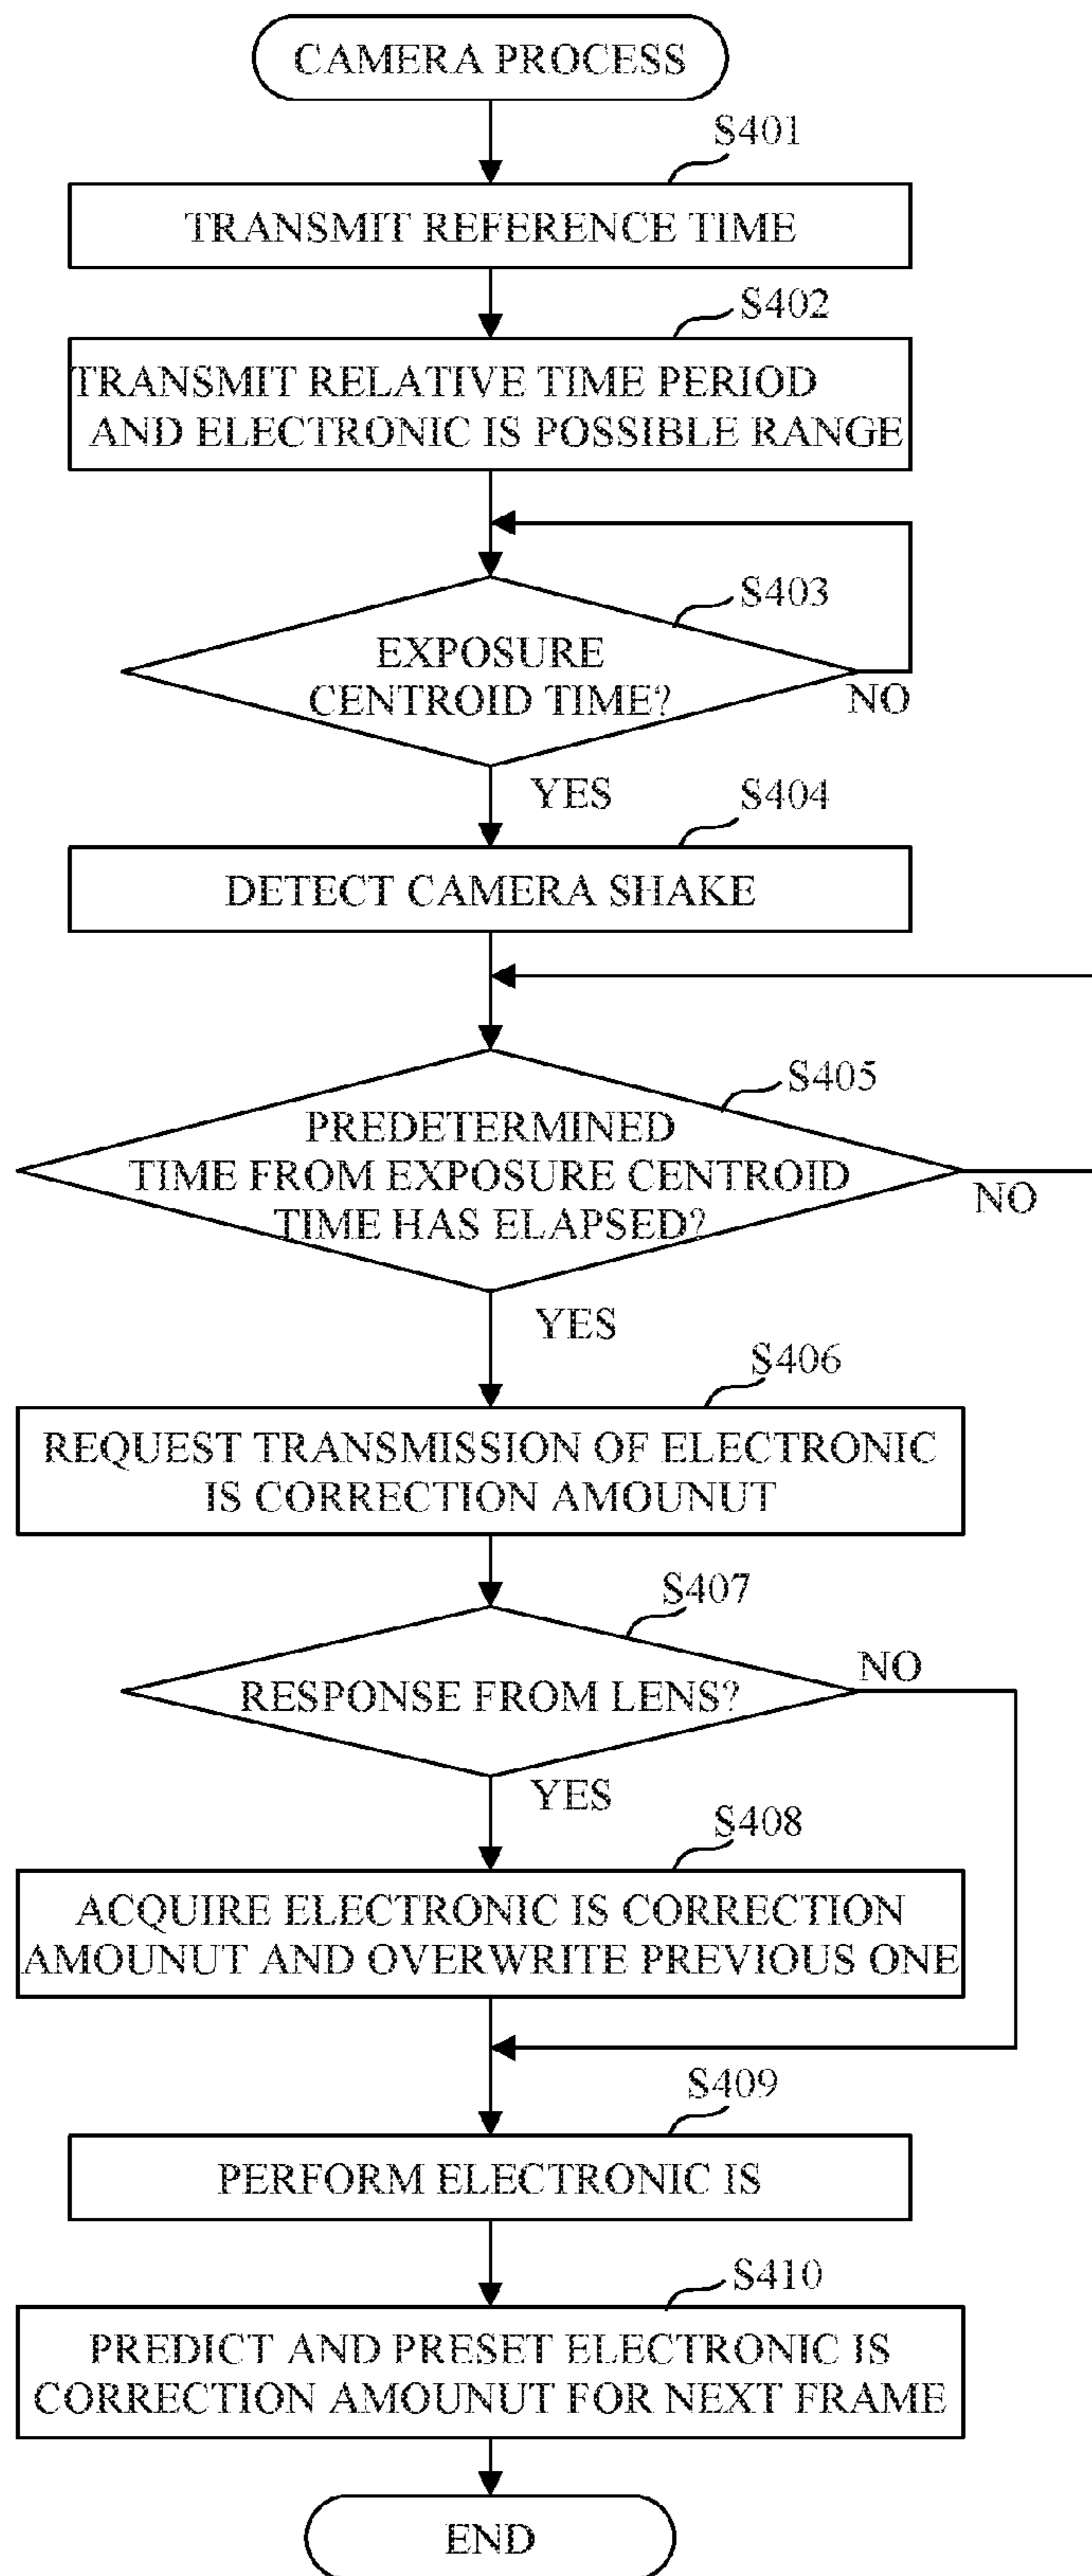 CAMERA PROCESS
S401
TRANSMIT REFERENCE TIME
S402
TRANSMIT RELATIVE TIME PERIOD
AND ELECTRONIC IS POSSIBLE RANGE
S403
EXPOSURE
CENTROID TIME?
NO
YES
S404
DETECT CAMERA SHAKE
S405
PREDETERMINED
TIME FROM EXPOSURE CENTROID
TIME HAS ELAPSED?
NO
YES
S406
REQUEST TRANSMISSION OF ELECTRONIC
IS CORRECTION AMOUNUT
S407
RESPONSE FROM LENS?
NO
YES
S408
ACQUIRE ELECTRONIC IS CORRECTION
AMOUNUT AND OVERWRITE PREVIOUS ONE
S409
PERFORM ELECTRONIC IS
S410
PREDICT AND PRESET ELECTRONIC IS
CORRECTION AMOUNUT FOR NEXT FRAME
END